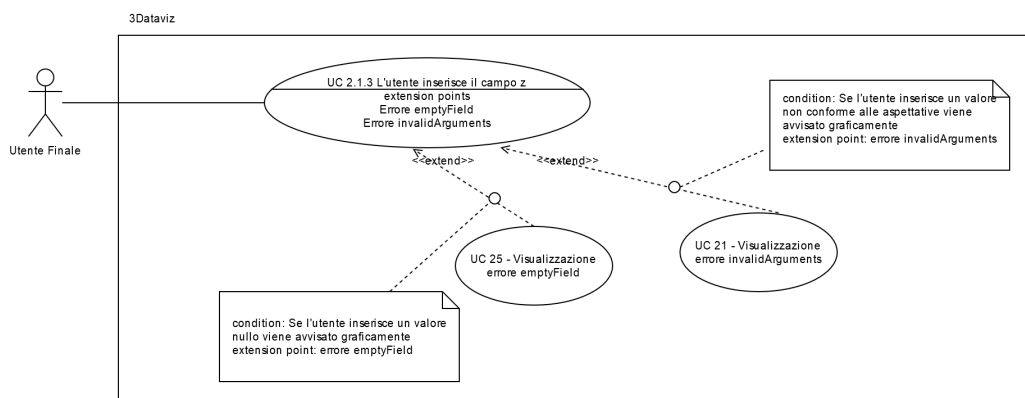 3Dataviz
UC 2.1.3 L'utente inserisce il campo z
extension points
Errore emptyField
Errore invalidArguments
Utente Finale
condition: Se l'utente inserisce un valore
non conforme alle aspettative viene
avvisato graficamente
extension point: errore invalidArguments
<<extend>>
<<extend>>
UC 25 - Visualizzazione
errore emptyField
UC 21 - Visualizzazione
errore invalidArguments
condition: Se l'utente inserisce un valore
nullo viene avvisato graficamente
extension point: errore emptyField